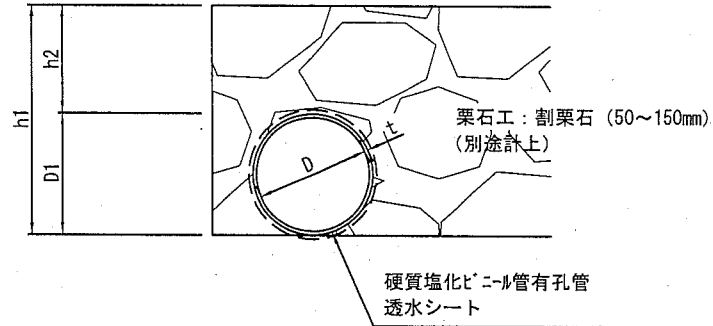 h1
h2
D1
D
t
栗石工：割栗石 (50～150mm)
(別途計上)
硬質塩化ﾋﾞﾆｰﾙ管有孔管
透水シート